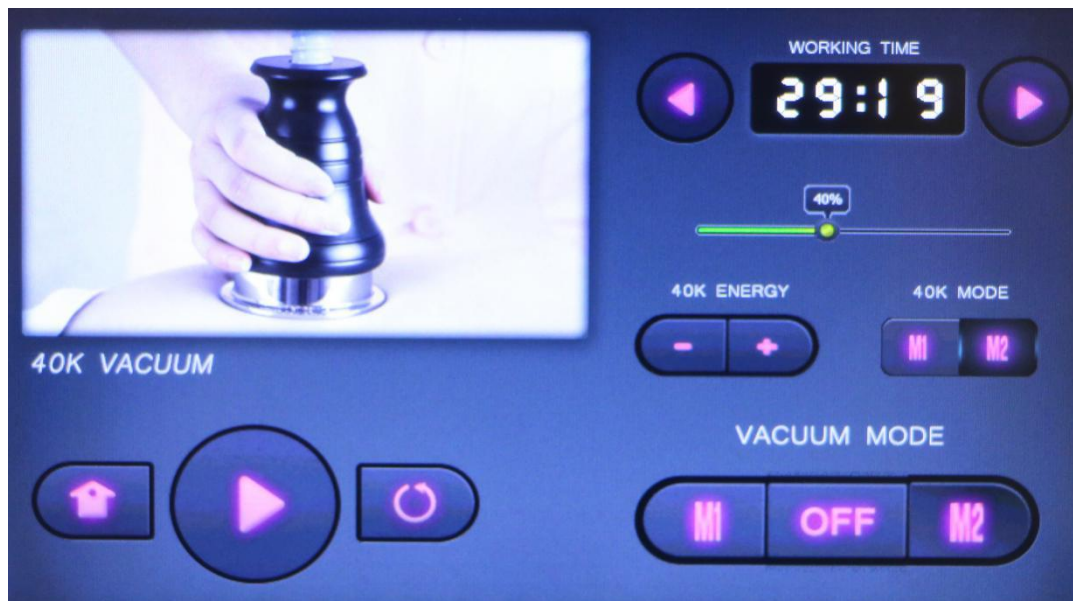 WORKING TIME
29:19
40%
40K ENERGY
40K MODE
- +
M1 M2
40K VACUUM
VACUUM MODE
M1 OFF M2